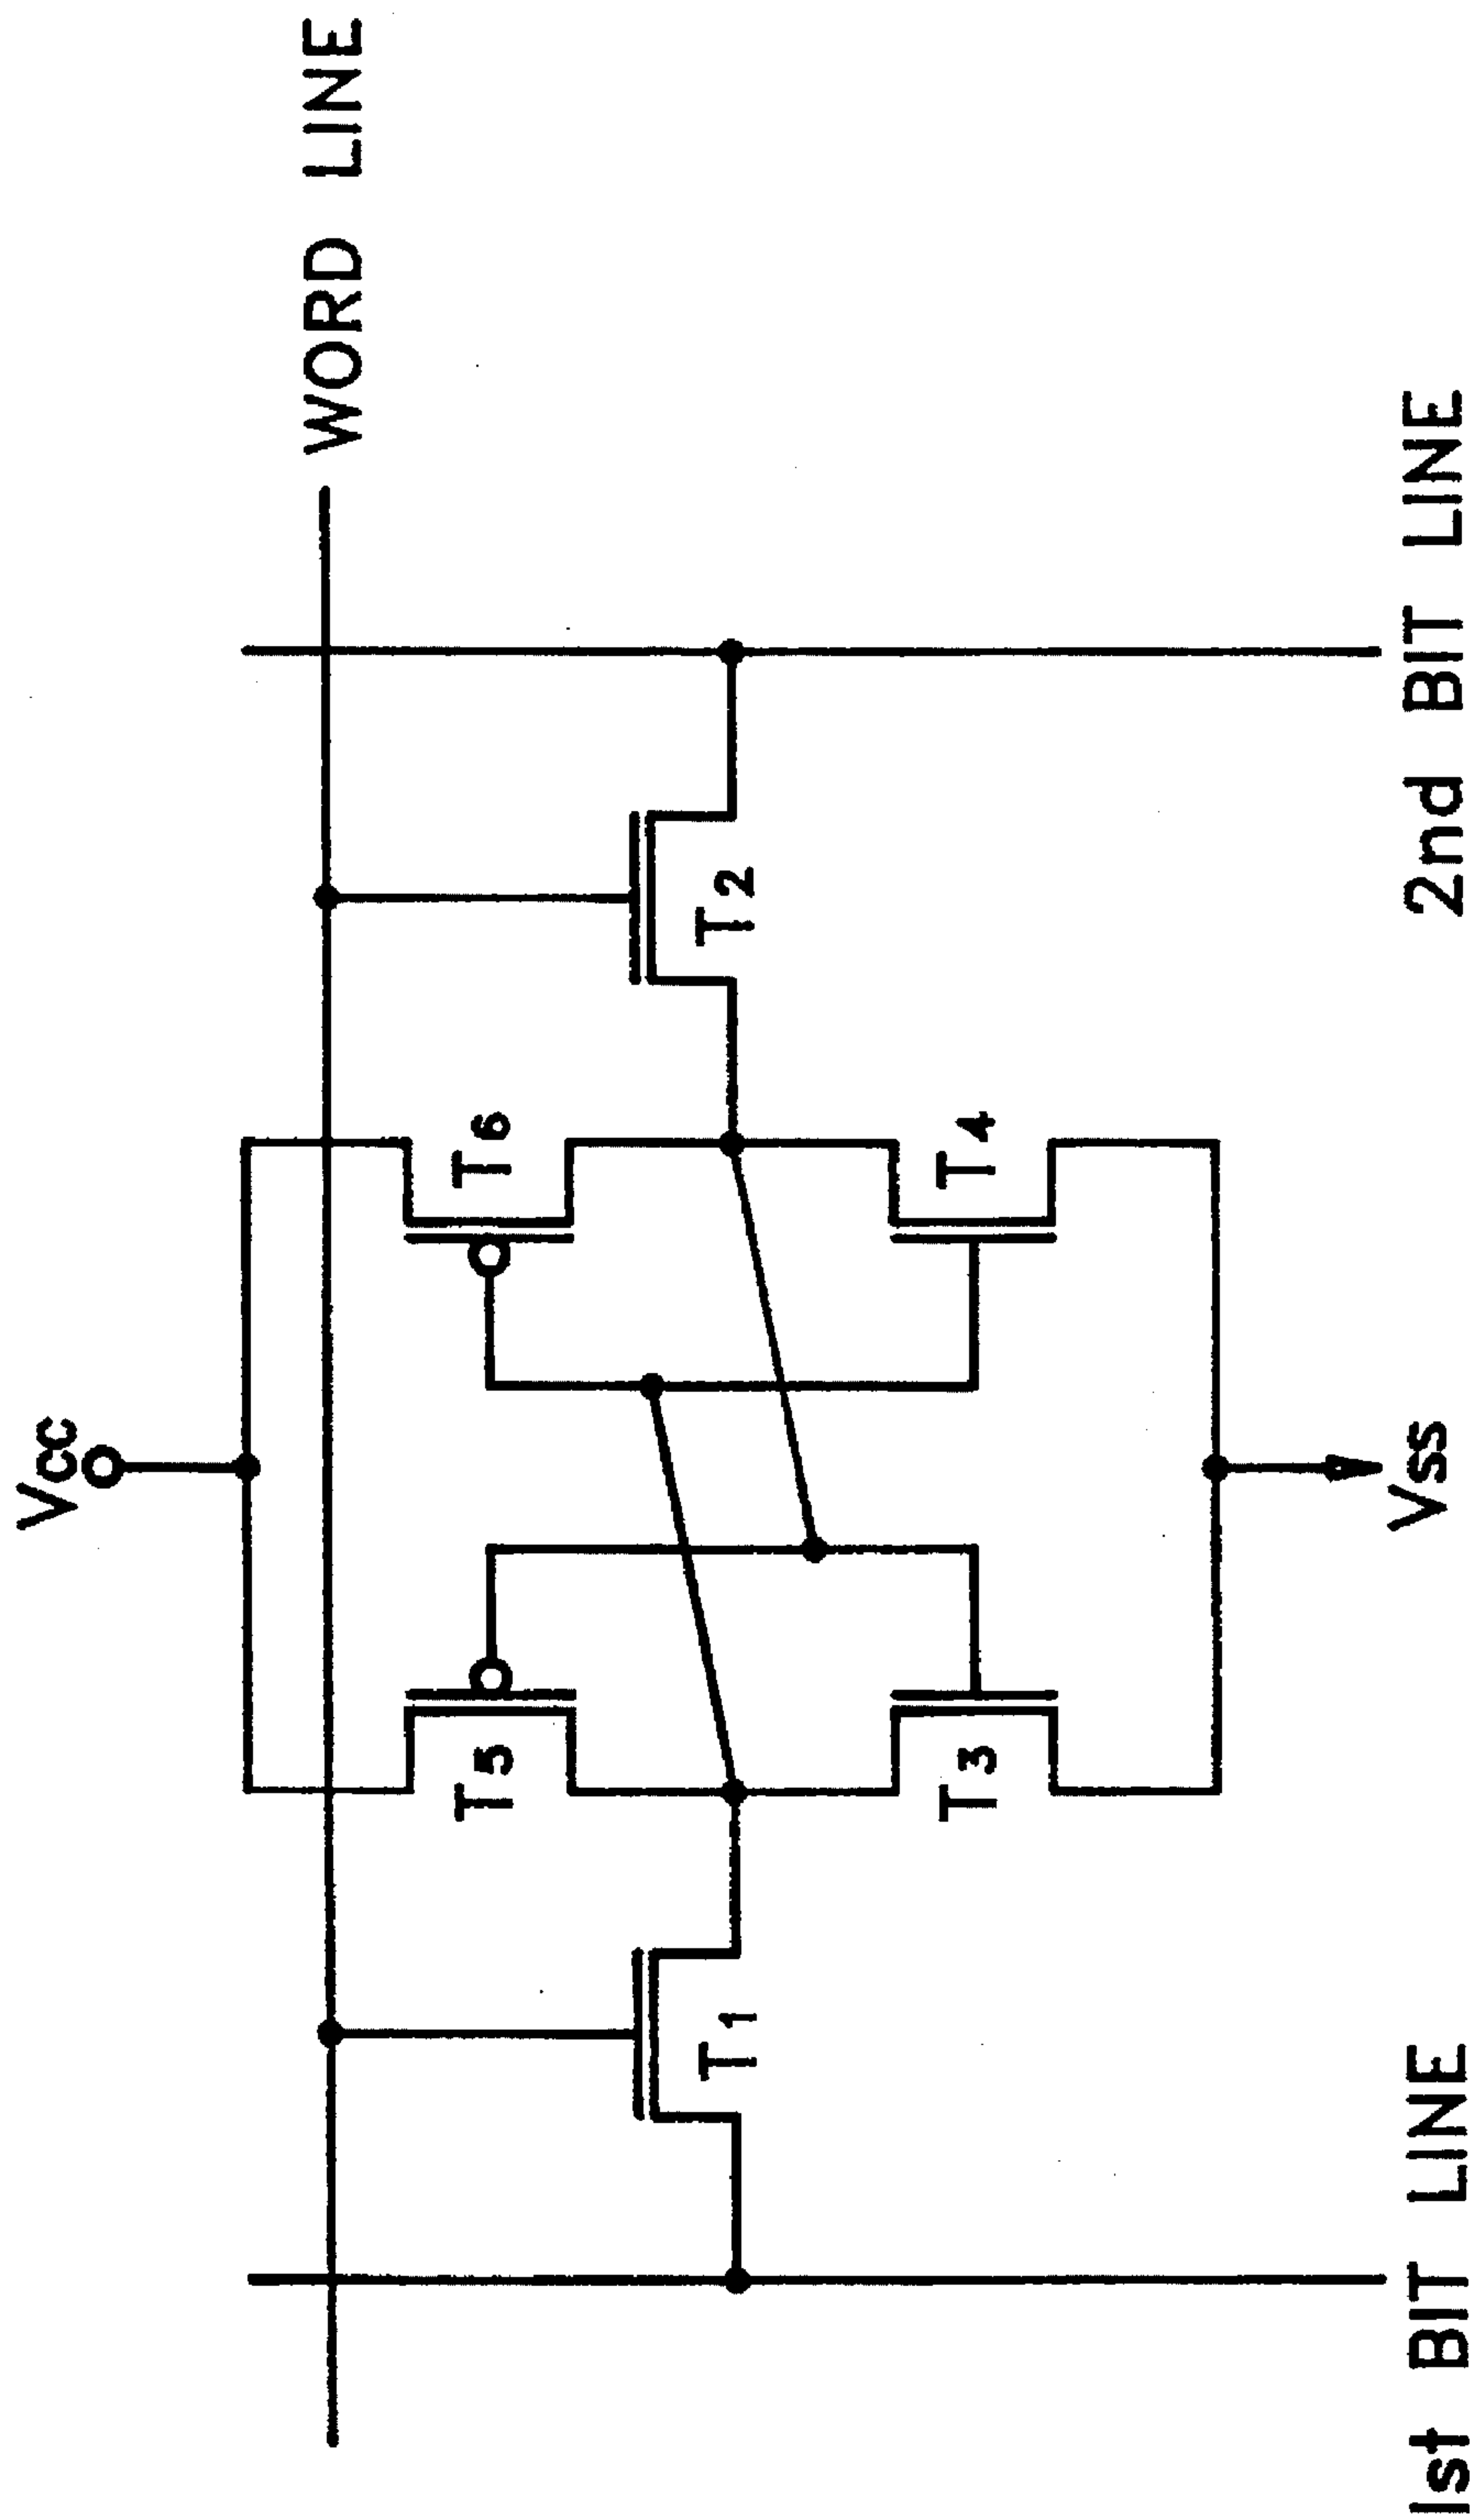 Vcc
WORD LINE
T5
T6
T1
T2
T3
T4
1st BIT LINE
Vss
2nd BIT LINE